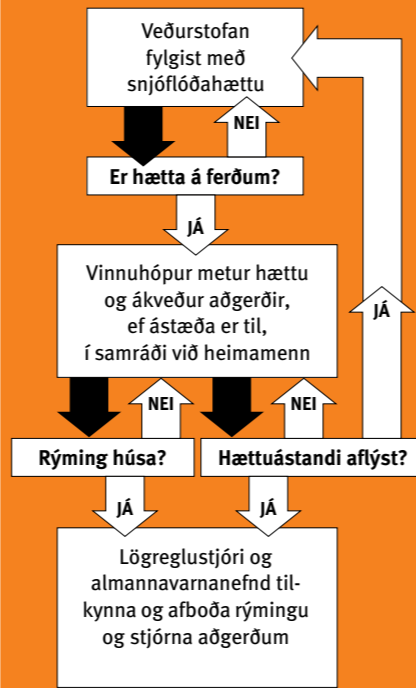 Veðurstofan
fylgist með
snjóflóðahættu
NEI
Er hætta á ferðum?
JÁ
Vinnuhópur metur hættu
og ákveður aðgerðir,
ef ástæða er til,
í samráði við heimamenn
JÁ
NEI
NEI
Rýming húsa?
Hættuástandi aflýst?
JÁ
JÁ
Lögreglustjóri og
almannavarnanefnd til-
kynna og afboða rýmingu
og stjórna aðgerðum